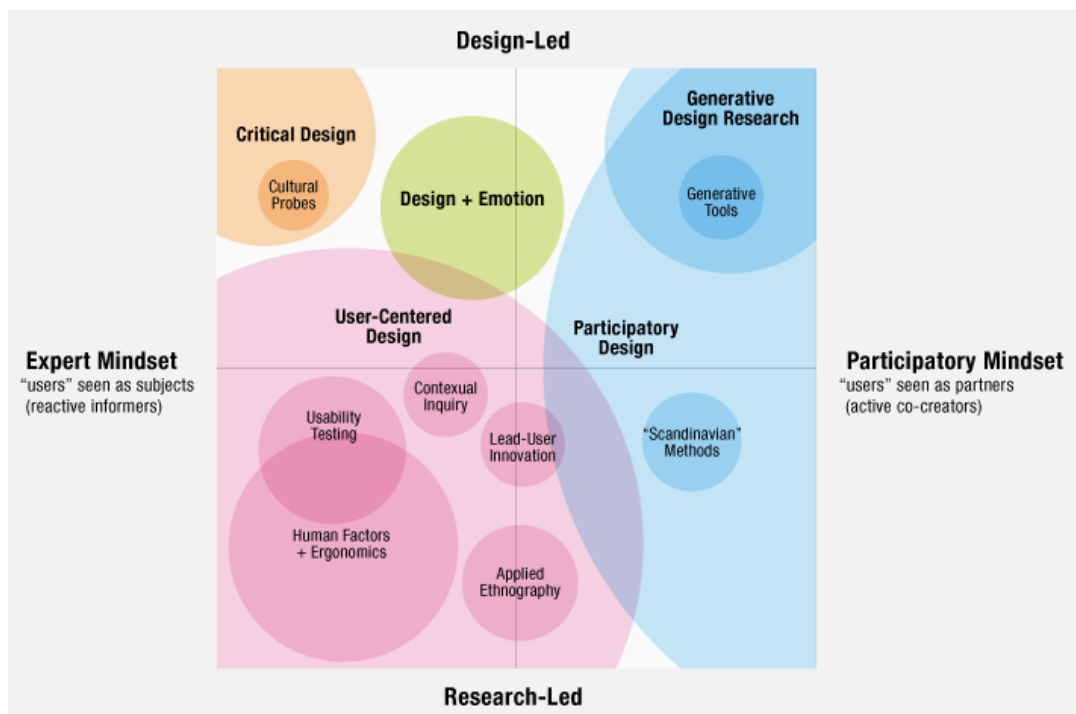 Design-Led
Generative
Design Research
Critical Design
Cultural
Probes
Design + Emotion
Generative
Tools
User-Centered
Design
Participatory
Design
Expert Mindset
“users” seen as subjects
(reactive informers)
Participatory Mindset
“users” seen as partners
(active co-creators)
Contexual
Inquiry
Usability
Testing
Lead-User
Innovation
“Scandinavian”
Methods
Human Factors
+ Ergonomics
Applied
Ethnography
Research-Led